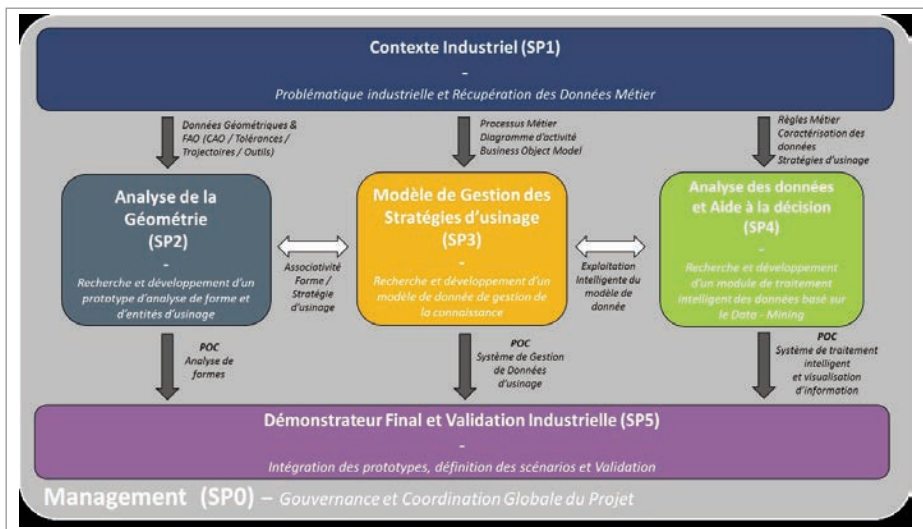 Contexte Industriel (SP1)
-
Problématique industrielle et Récupération des Données Métier
Données Géométriques &
FAO (CAO / Tolérances /
Trajectoires / Outils)
Processus Métier
Diagramme d'activité
Business Object Model
Règles Métier
Caractérisation des
données
Stratégies d'usinage
Analyse de la
Géométrie
(SP2)
-
Recherche et développement d'un
prototype d'analyse de forme et
d'entités d'usinage
Associativité
Forme /
Stratégie
d'usinage
Modèle de Gestion des
Stratégies d'usinage
(SP3)
-
Recherche et développement d'un
modèle de donnée de gestion de
la connaissance
Exploitation
Intelligente du
modèle de
donnée
Analyse des données
et Aide à la décision
(SP4)
-
Recherche et développement
d'un module de traitement
intelligent des données basé sur
le Data - Mining
POC
Analyse de
formes
POC
Système de Gestion
de Données
d'usinage
POC
Système de traitement
intelligent
et visualisation
d'information
Démonstrateur Final et Validation Industrielle (SP5)
-
Intégration des prototypes, définition des scénarios et Validation
Management (SP0) – Gouvernance et Coordination Globale du Projet